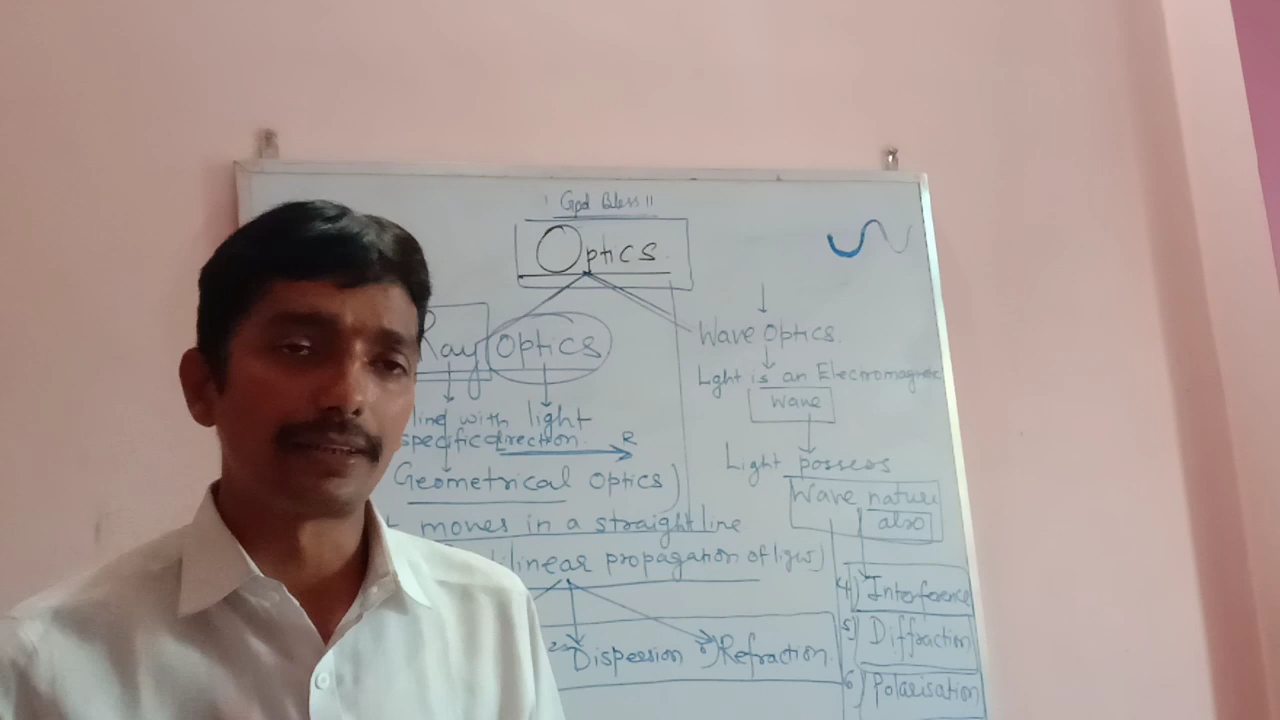 God Bless !!
Optics
Ray Optics
line with light
specific direction. R
Geometrical Optics)
moves in a straight line
linear propagation of light)
2) Dispersion 3) Refraction
Wave Optics.
Light is an Electromagnetic
wave
Light possess
Wave nature
also
4) Interference
5) Diffraction
6) Polarisation